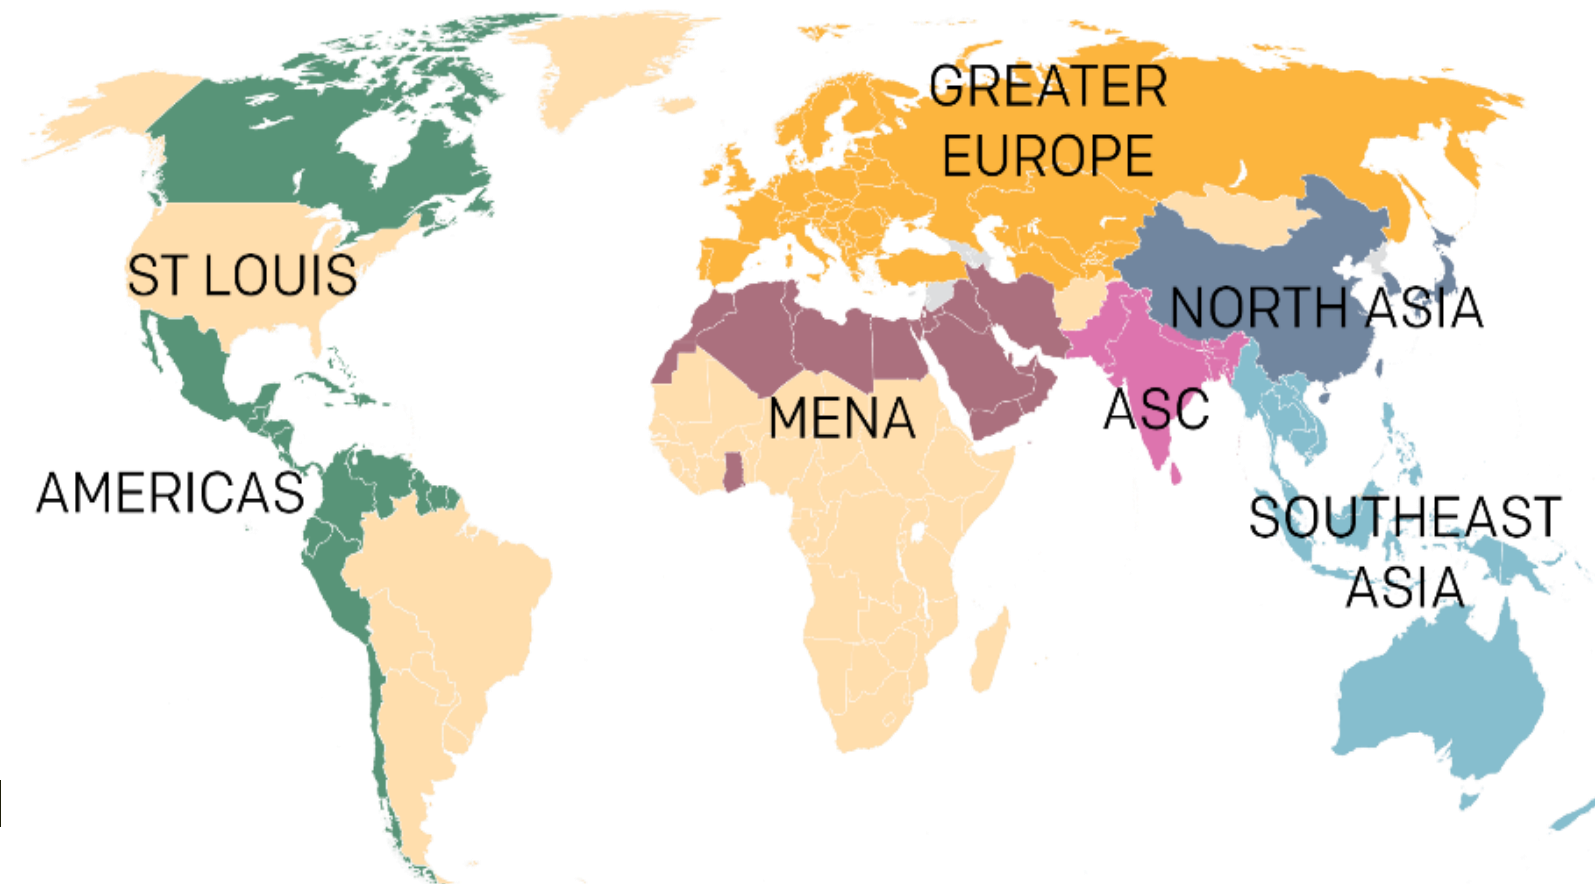 GREATER
EUROPE
ST LOUIS
NORTH ASIA
MENA
ASC
AMERICAS
SOUTHEAST
ASIA